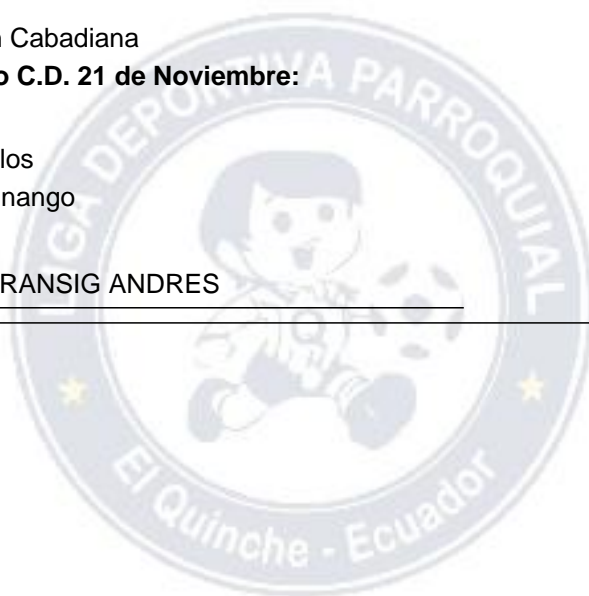 n Cabadiana
o C.D. 21 de Noviembre:
los
nango
RANSIG ANDRES
LIGA DEPORTIVA PARROQUIAL
Q
El Quinche - Ecuador